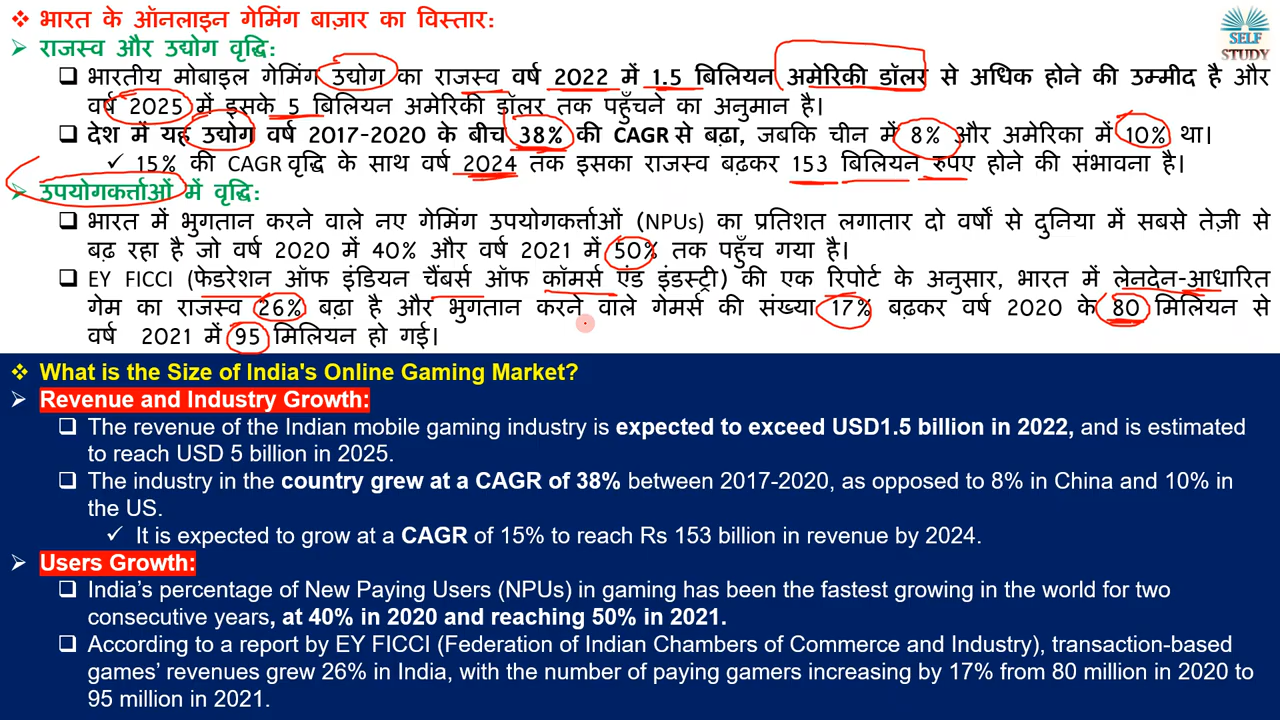 ❖ भारत के ऑनलाइन गेमिंग बाज़ार का विस्तार:
➢ राजस्व और उद्योग वृद्धि:
❑ भारतीय मोबाइल गेमिंग उद्योग का राजस्व वर्ष 2022 में 1.5 बिलियन अमेरिकी डॉलर से अधिक होने की उम्मीद है और
वर्ष 2025 में इसके 5 बिलियन अमेरिकी डॉलर तक पहुँचने का अनुमान है।
❑ देश में यह उद्योग वर्ष 2017-2020 के बीच 38% की CAGR से बढ़ा, जबकि चीन में 8% और अमेरिका में 10% था।
✓ 15% की CAGR वृद्धि के साथ वर्ष 2024 तक इसका राजस्व बढ़कर 153 बिलियन रुपए होने की संभावना है।
➢ उपयोगकर्त्ताओं में वृद्धि:
❑ भारत में भुगतान करने वाले नए गेमिंग उपयोगकर्त्ताओं (NPUs) का प्रतिशत लगातार दो वर्षों से दुनिया में सबसे तेज़ी से
बढ़ रहा है जो वर्ष 2020 में 40% और वर्ष 2021 में 50% तक पहुँच गया है।
❑ EY FICCI (फेडरेशन ऑफ इंडियन चैंबर्स ऑफ कॉमर्स एंड इंडस्ट्री) की एक रिपोर्ट के अनुसार, भारत में लेनदेन-आधारित
गेम का राजस्व 26% बढ़ा है और भुगतान करने वाले गेमर्स की संख्या 17% बढ़कर वर्ष 2020 के 80 मिलियन से
वर्ष 2021 में 95 मिलियन हो गई।
SELF
STUDY
❖ What is the Size of India's Online Gaming Market?
➢ Revenue and Industry Growth:
❑ The revenue of the Indian mobile gaming industry is expected to exceed USD1.5 billion in 2022, and is estimated
to reach USD 5 billion in 2025.
❑ The industry in the country grew at a CAGR of 38% between 2017-2020, as opposed to 8% in China and 10% in
the US.
✓ It is expected to grow at a CAGR of 15% to reach Rs 153 billion in revenue by 2024.
➢ Users Growth:
❑ India’s percentage of New Paying Users (NPUs) in gaming has been the fastest growing in the world for two
consecutive years, at 40% in 2020 and reaching 50% in 2021.
❑ According to a report by EY FICCI (Federation of Indian Chambers of Commerce and Industry), transaction-based
games’ revenues grew 26% in India, with the number of paying gamers increasing by 17% from 80 million in 2020 to
95 million in 2021.